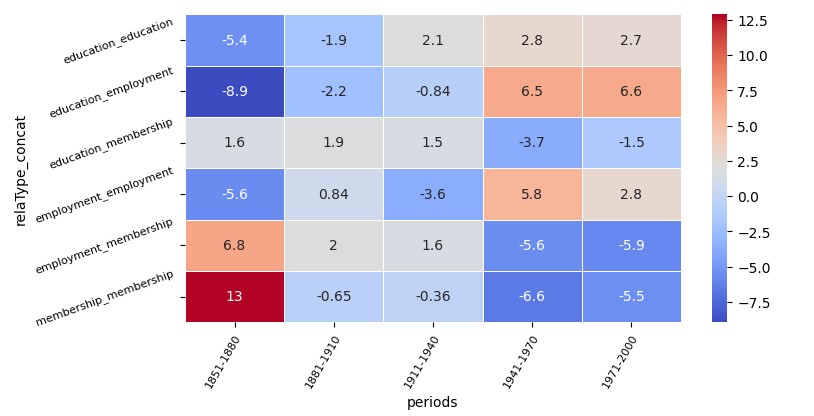 relaType_concat
education_education -5.4 -1.9 2.1 2.8 2.7
education_employment -8.9 -2.2 -0.84 6.5 6.6
education_membership 1.6 1.9 1.5 -3.7 -1.5
employment_employment -5.6 0.84 -3.6 5.8 2.8
employment_membership 6.8 2 1.6 -5.6 -5.9
membership_membership 13 -0.65 -0.36 -6.6 -5.5
1851-1880 1881-1910 1911-1940 1941-1970 1971-2000
periods
12.5
10.0
7.5
5.0
2.5
0.0
−2.5
−5.0
−7.5